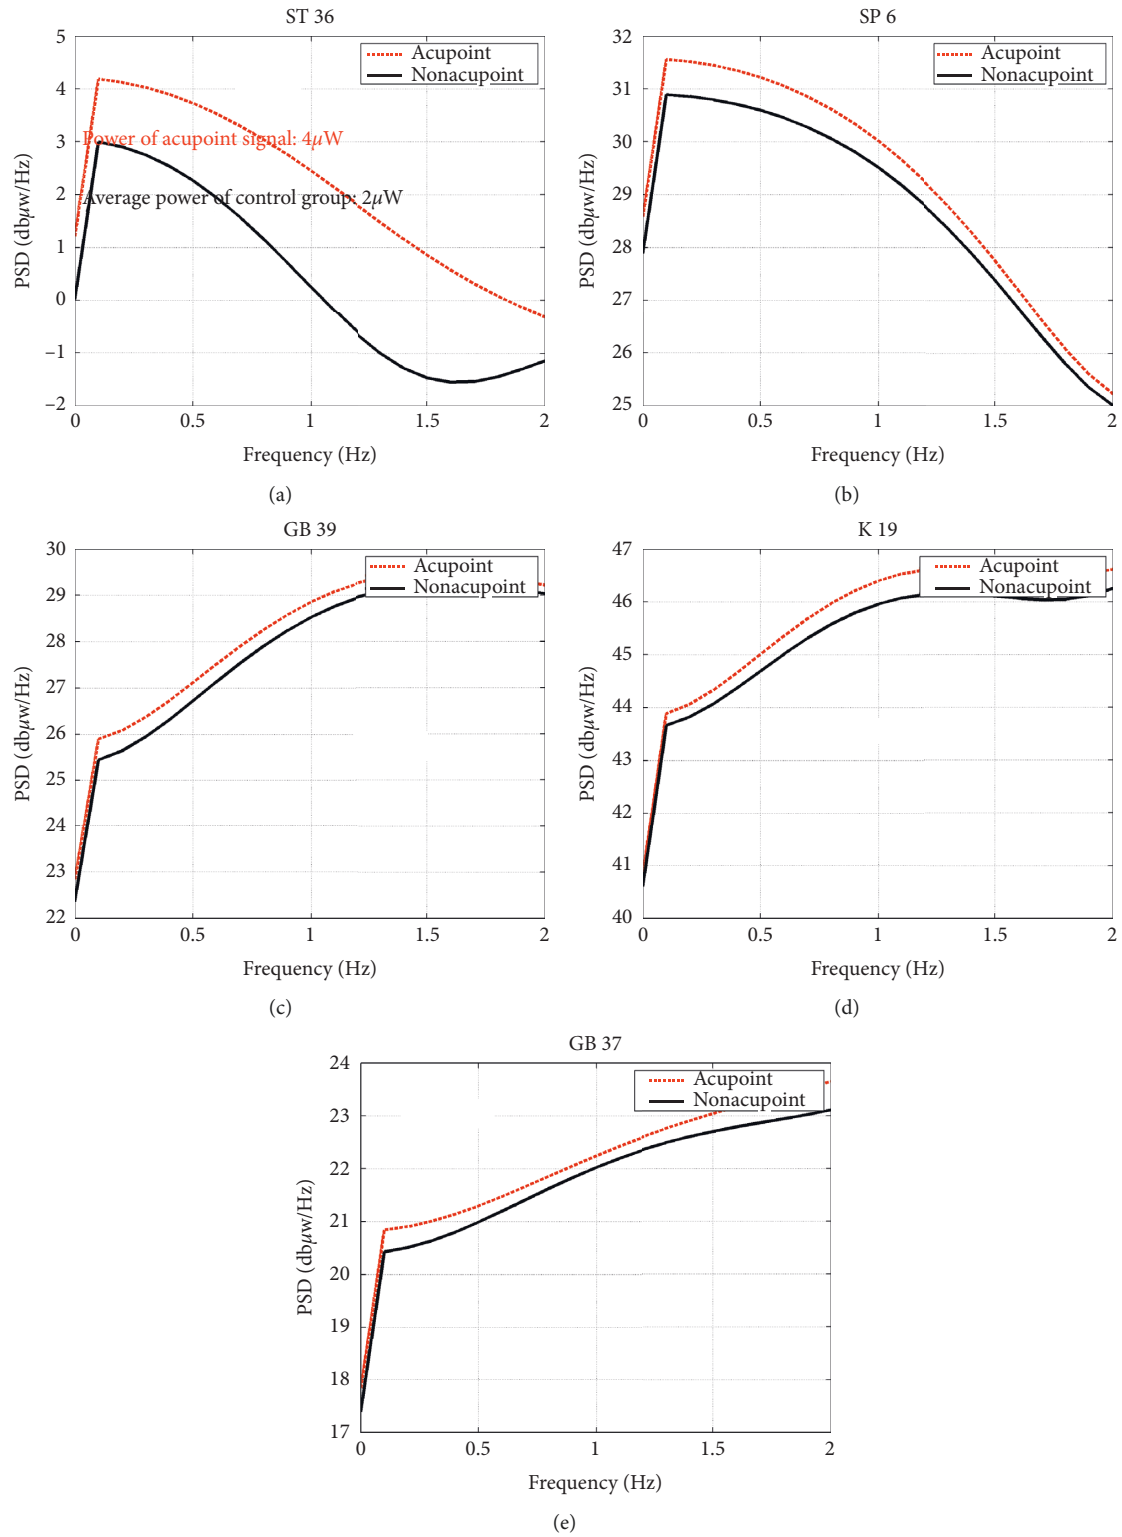 ST 36
Acupoint
Nonacupoint
Power of acupoint signal: 4μW
Average power of control group: 2μW
PSD (dbμw/Hz)
5
4
3
2
1
0
–1
–2
0
0.5
1
1.5
2
Frequency (Hz)
(a)
SP 6
Acupoint
Nonacupoint
PSD (dbμw/Hz)
32
31
30
29
28
27
26
25
0
0.5
1
1.5
2
Frequency (Hz)
(b)
GB 39
Acupoint
Nonacupoint
PSD (dbμw/Hz)
30
29
28
27
26
25
24
23
22
0
0.5
1
1.5
2
Frequency (Hz)
(c)
K 19
Acupoint
Nonacupoint
PSD (dbμw/Hz)
47
46
45
44
43
42
41
40
0
0.5
1
1.5
2
Frequency (Hz)
(d)
GB 37
Acupoint
Nonacupoint
PSD (dbμw/Hz)
24
23
22
21
20
19
18
17
0
0.5
1
1.5
2
Frequency (Hz)
(e)